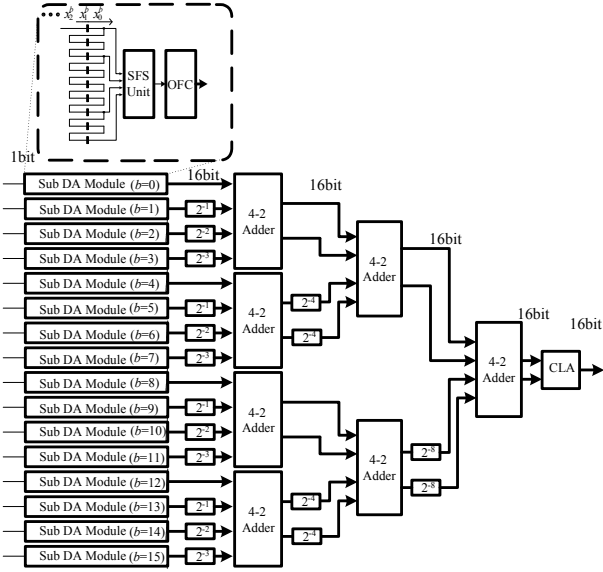 ••• x₂ᵇ x₁ᵇ x₀ᵇ
SFS
Unit
OFC
1bit
16bit
Sub DA Module (b=0)
Sub DA Module (b=1)
2⁻¹
Sub DA Module (b=2)
2⁻²
Sub DA Module (b=3)
2⁻³
4-2
Adder
16bit
Sub DA Module (b=4)
Sub DA Module (b=5)
2⁻¹
Sub DA Module (b=6)
2⁻²
Sub DA Module (b=7)
2⁻³
4-2
Adder
2⁻⁴
2⁻⁴
4-2
Adder
16bit
Sub DA Module (b=8)
Sub DA Module (b=9)
2⁻¹
Sub DA Module (b=10)
2⁻²
Sub DA Module (b=11)
2⁻³
4-2
Adder
Sub DA Module (b=12)
Sub DA Module (b=13)
2⁻¹
Sub DA Module (b=14)
2⁻²
Sub DA Module (b=15)
2⁻³
4-2
Adder
2⁻⁴
2⁻⁴
4-2
Adder
2⁻⁸
2⁻⁸
4-2
Adder
16bit
CLA
16bit